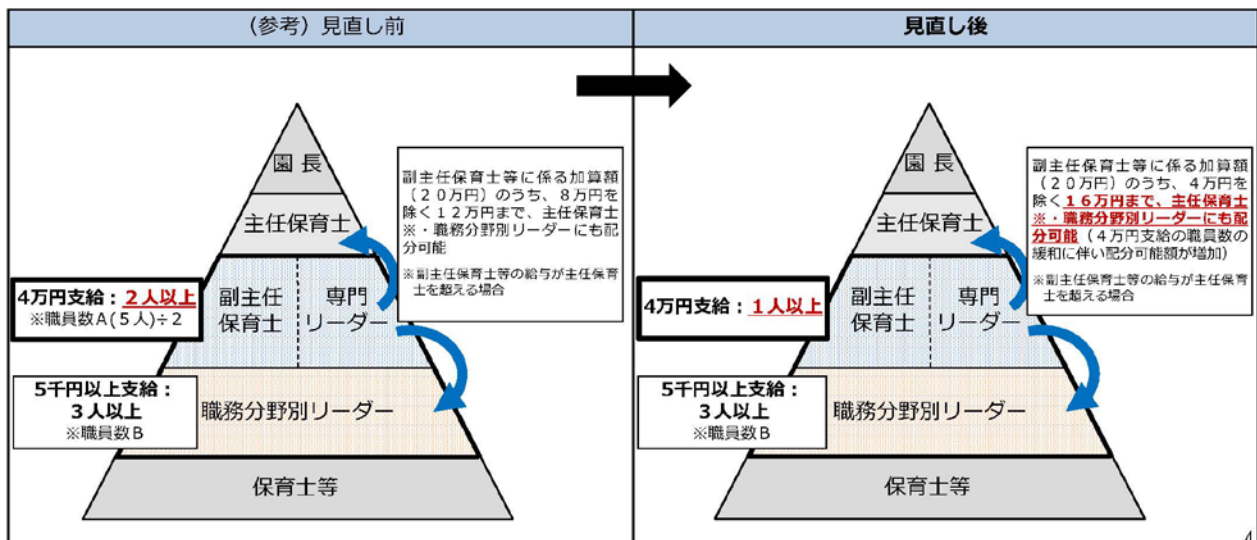 (参考)見直し前
園長
主任保育士
副主任保育士等に係る加算額
(20万円)のうち、8万円を
除く12万円まで、主任保育士
※・職務分野別リーダーにも配
分可能
※副主任保育士等の給与が主任保育
士を超える場合
4万円支給:2人以上
※職員数A(5人)÷2
副主任
保育士
専門
リーダー
5千円以上支給:
3人以上
※職員数B
職務分野別リーダー
保育士等
見直し後
園長
主任保育士
副主任保育士等に係る加算額
(20万円)のうち、4万円を
除く16万円まで、主任保育士
※・職務分野別リーダーにも配
分可能(4万円支給の職員数の
緩和に伴い配分可能額が増加)
※副主任保育士等の給与が主任保育
士を超える場合
4万円支給:1人以上
副主任
保育士
専門
リーダー
5千円以上支給:
3人以上
※職員数B
職務分野別リーダー
保育士等
4